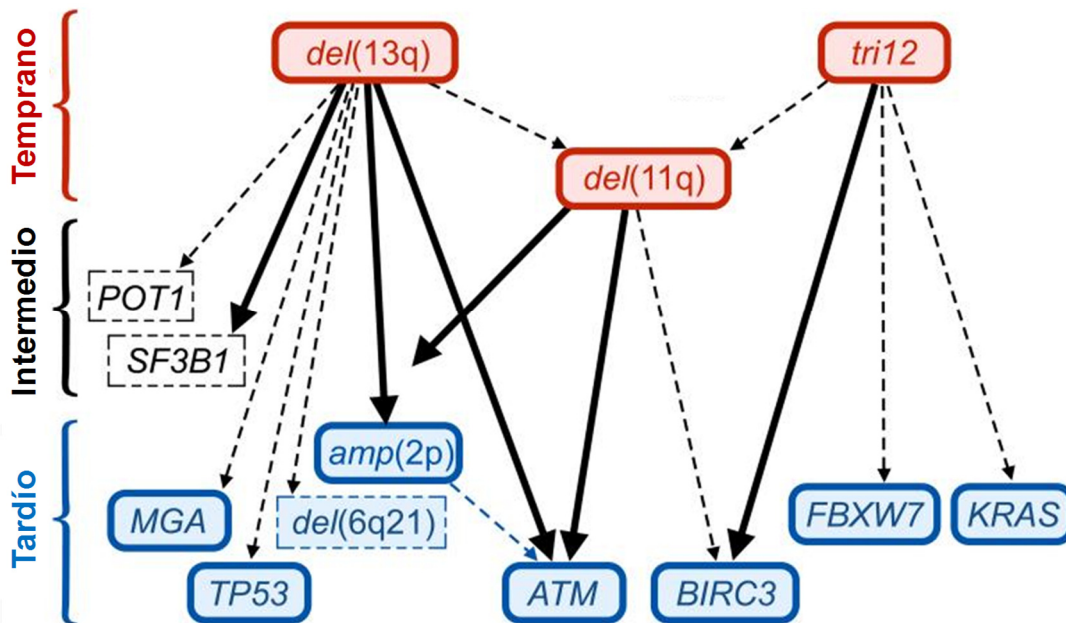 Temprano
del(13q)
tri12
del(11q)
Intermedio
POT1
SF3B1
Tardío
amp(2p)
MGA
del(6q21)
FBXW7
KRAS
TP53
ATM
BIRC3